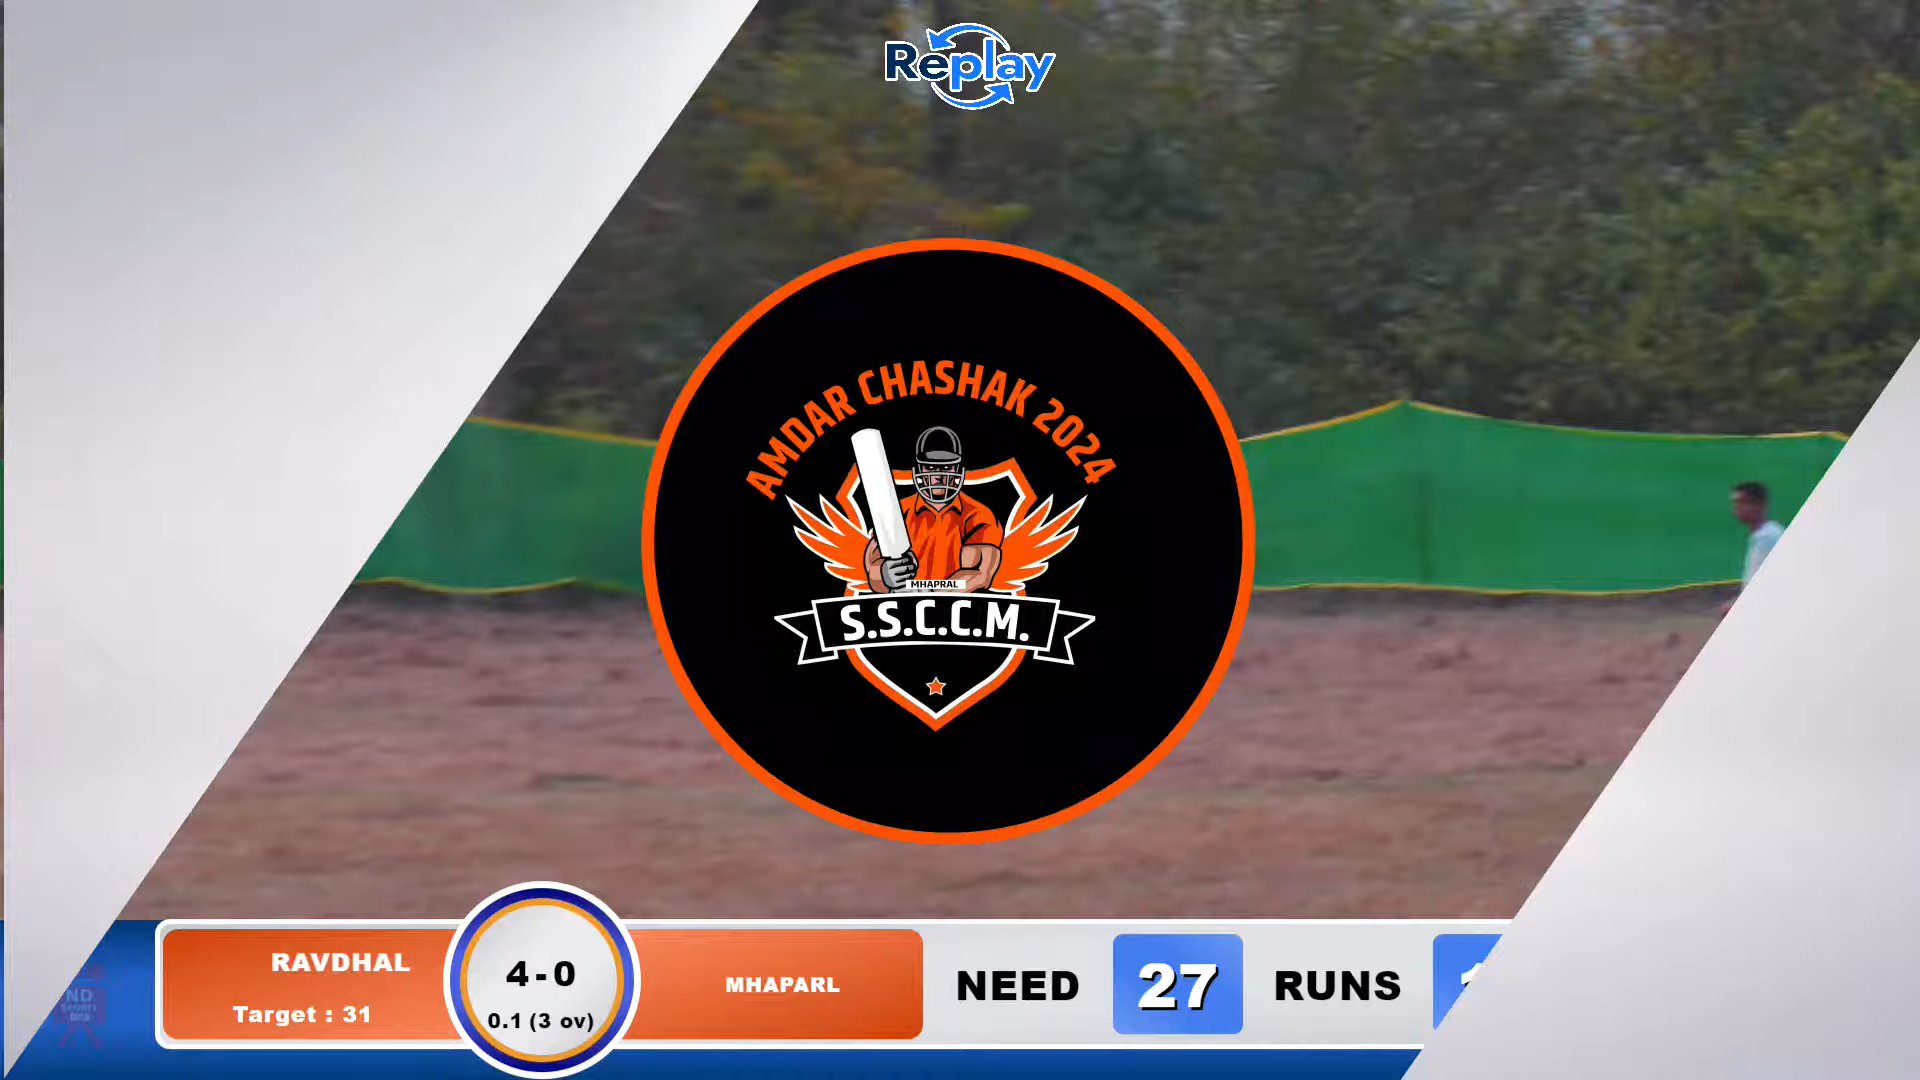 Replay
AMDAR CHASHAK 2024
MHAPRAL
S.S.C.C.M.
RAVDHAL
Target : 31
4-0
0.1 (3 ov)
MHAPARL
NEED 27 RUNS